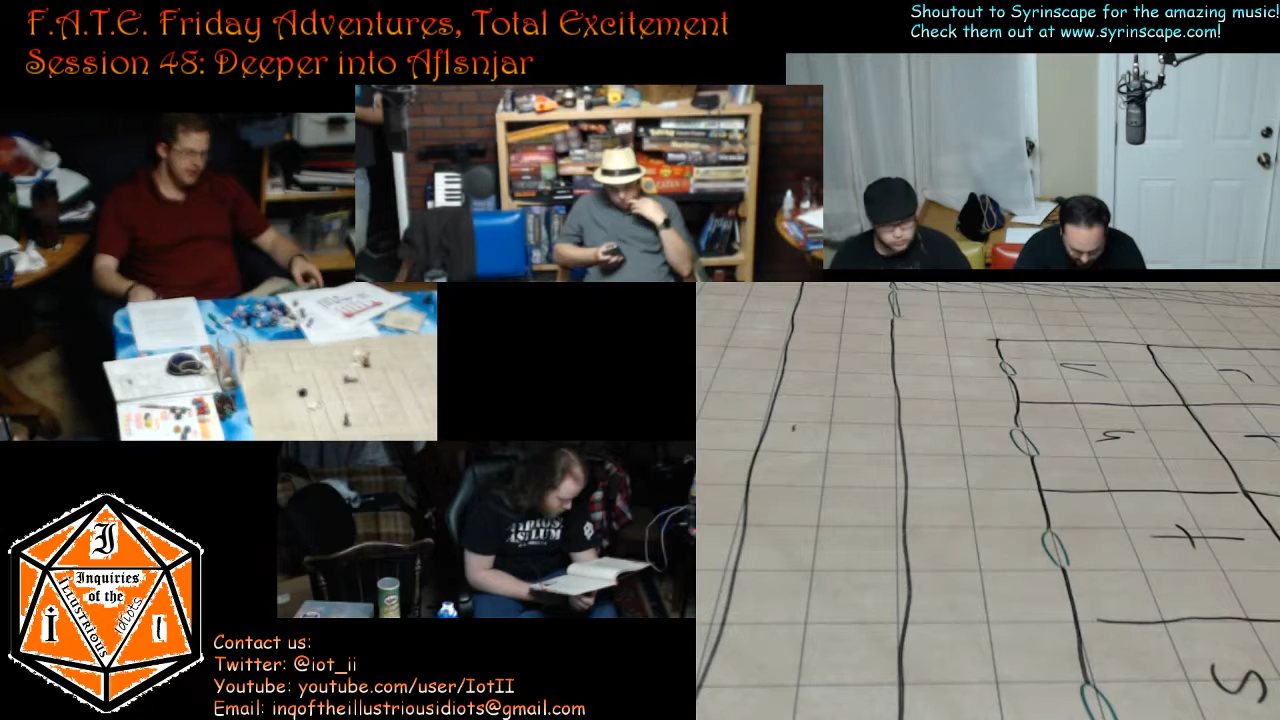 F.A.T.E. Friday Adventures, Total Excitement
Session 48: Deeper into Aflsnjar
Shoutout to Syrinscape for the amazing music!
Check them out at www.syrinscape.com!
ASYLUM
I
Inquiries
of the
ILLUSTRIOUS
Idiots
i
I
Contact us:
Twitter: @iot_ii
Youtube: youtube.com/user/IotII
Email: inqoftheillustriousidiots@gmail.com